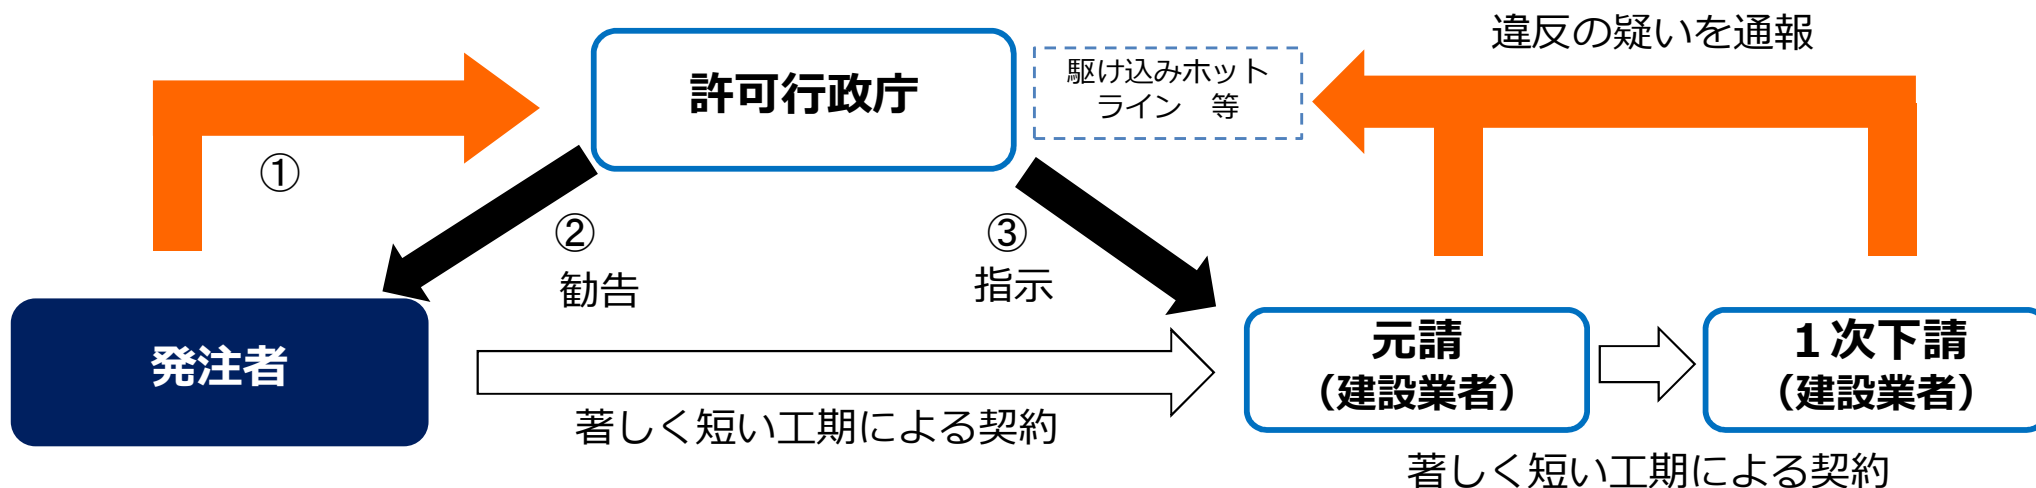 違反の疑いを通報
許可行政庁
駆け込みホット
ライン　等
①
②
勧告
③
指示
発注者
元請
（建設業者）
１次下請
（建設業者）
著しく短い工期による契約
著しく短い工期による契約